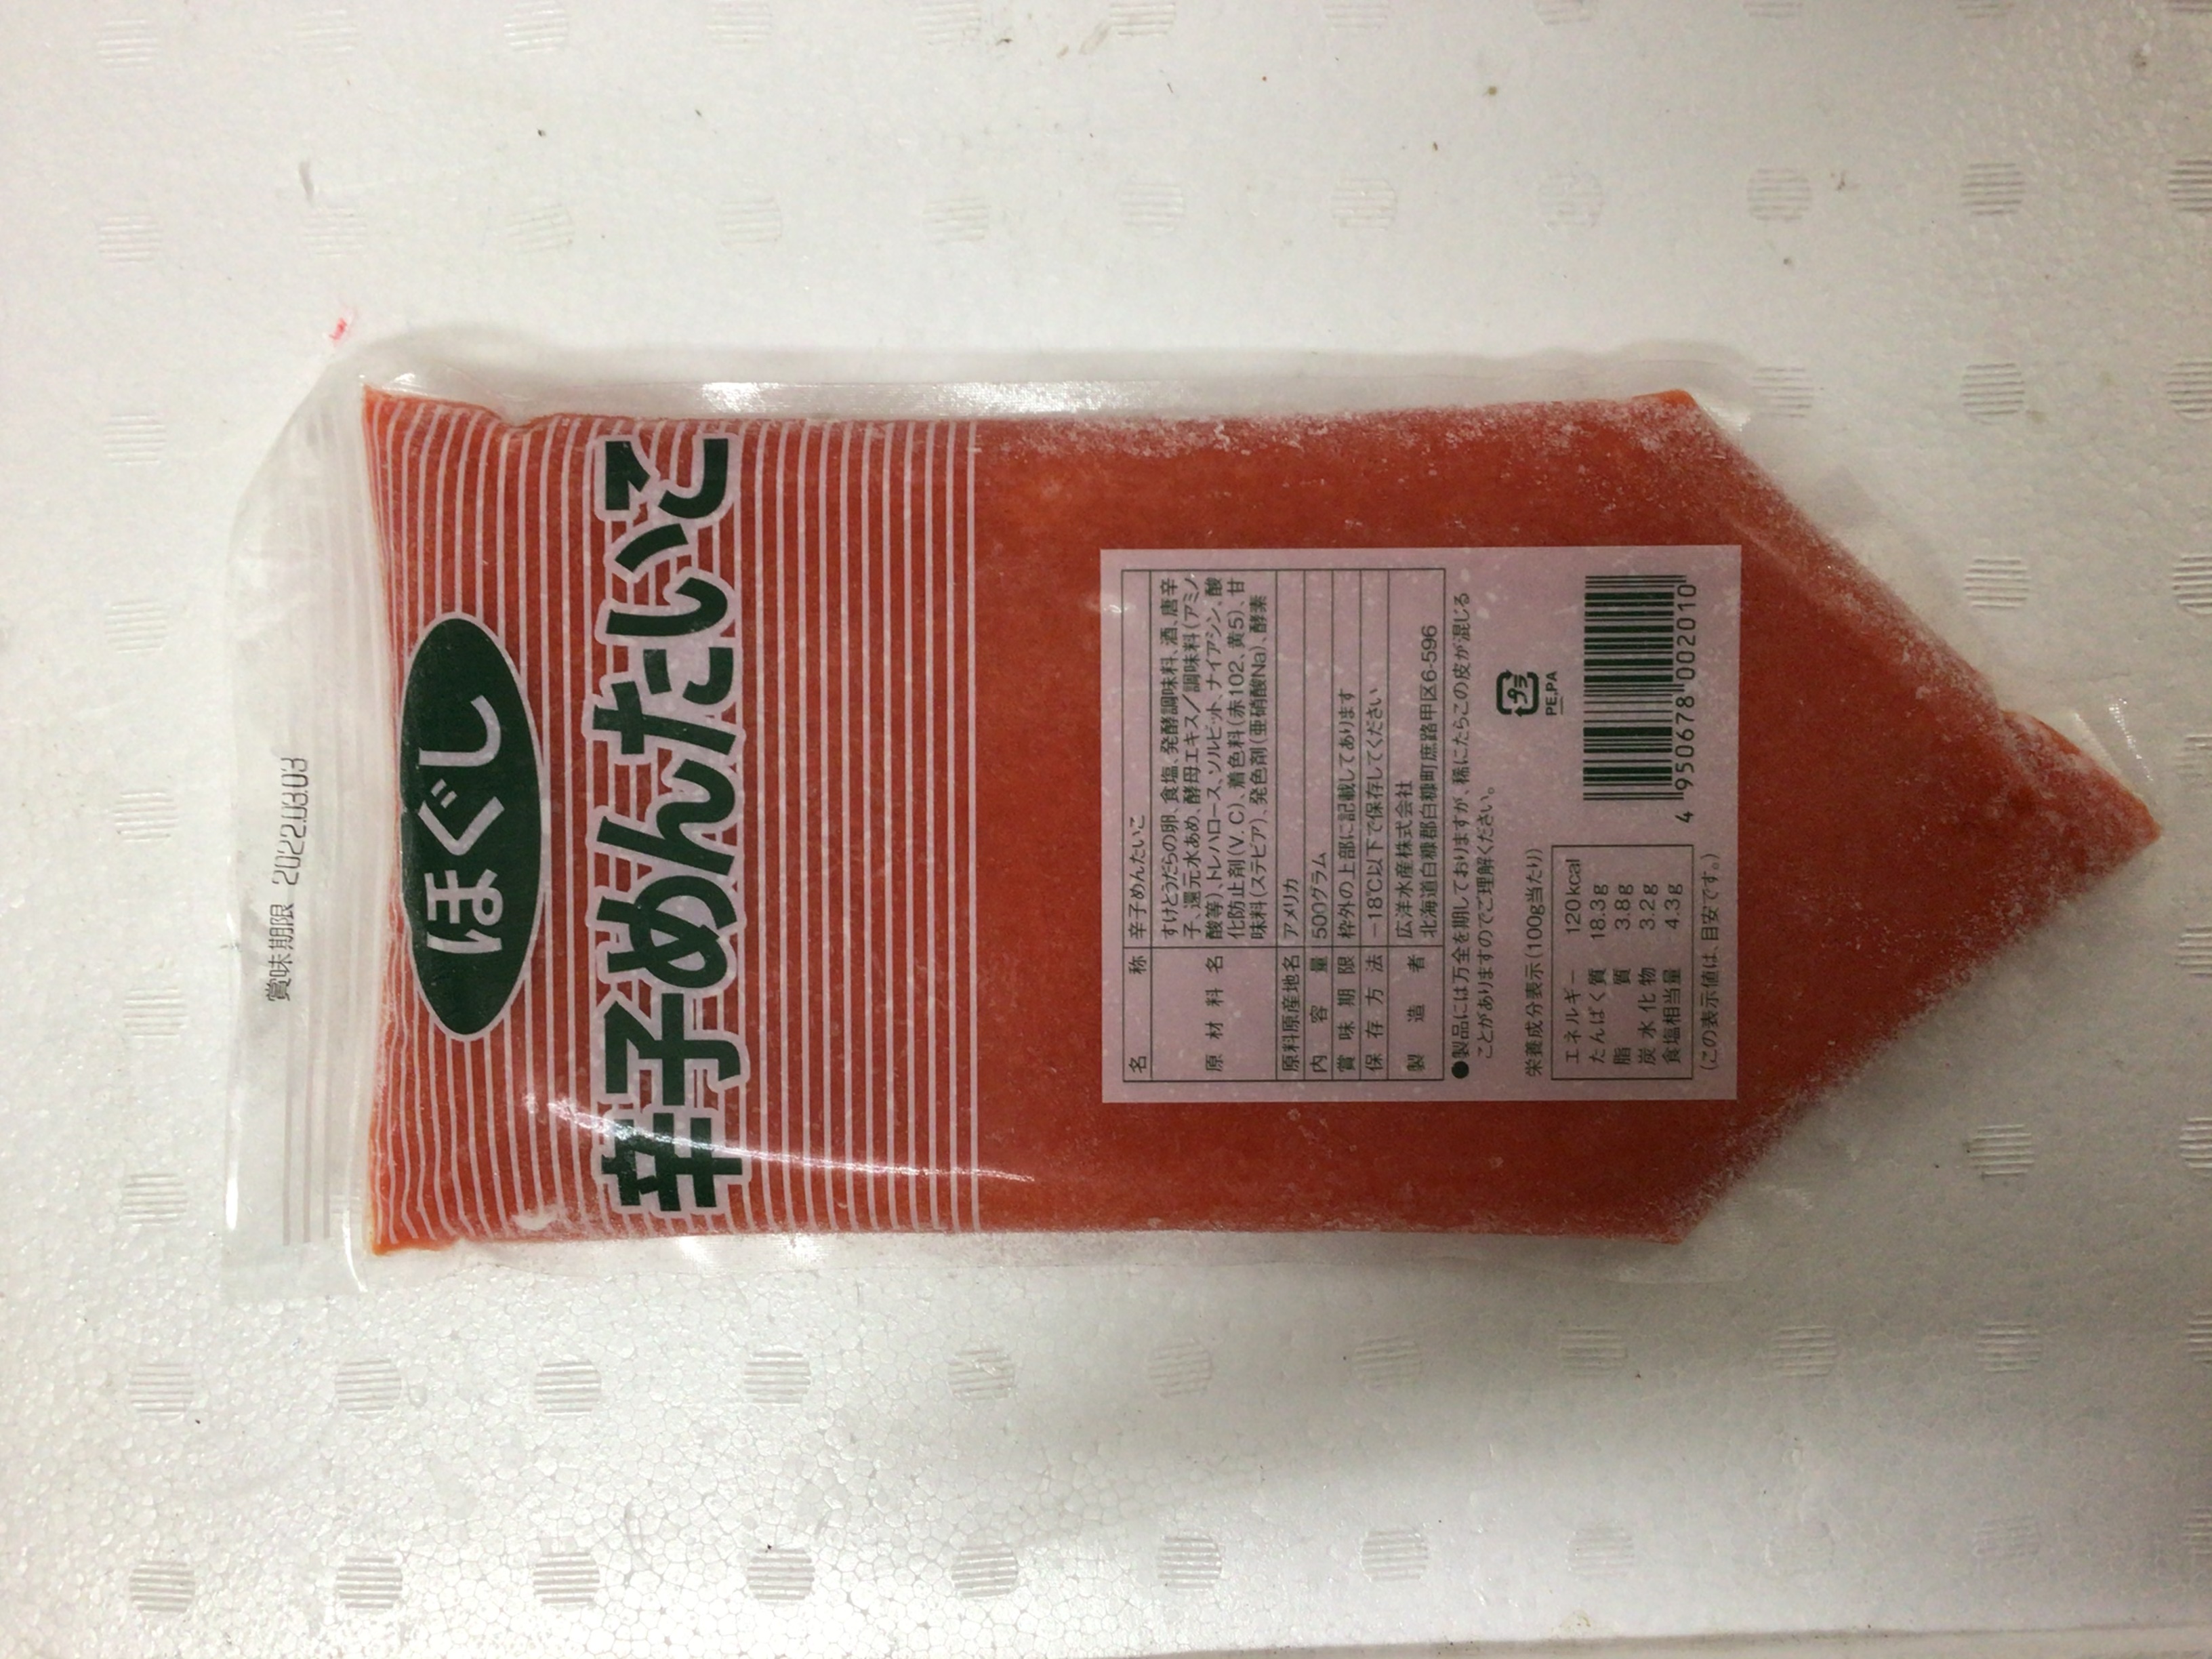 賞味期限 2022.03.03
ほぐし
辛子めんたいこ
名称 辛子めんたいこ
原材料名 すけとうだらの卵、食塩、発酵調味料、酒、唐辛
子、還元水あめ、酵母エキス／調味料(アミノ
酸等)、トレハロース、ソルビット、ナイアシン、酸
化防止剤(V.C)、着色料(赤102、黄5)、甘
味料(ステビア)、発色剤(亜硝酸Na)、酵素
原料原産地名 アメリカ
内容量 500グラム
賞味期限 枠外の上部に記載してあります
保存方法 －18℃以下で保存してください
製造者 広洋水産株式会社
北海道白糠郡白糠町庶路甲区6-596
●製品には万全を期しておりますが、稀にたらこの皮が混じる
ことがありますのでご理解ください。
プラ
PE,PA
栄養成分表示(100g当たり)
エネルギー 120kcal
たんぱく質 18.3g
脂質 3.8g
炭水化物 3.2g
食塩相当量 4.3g
(この表示値は、目安です。)
4 950678 002010